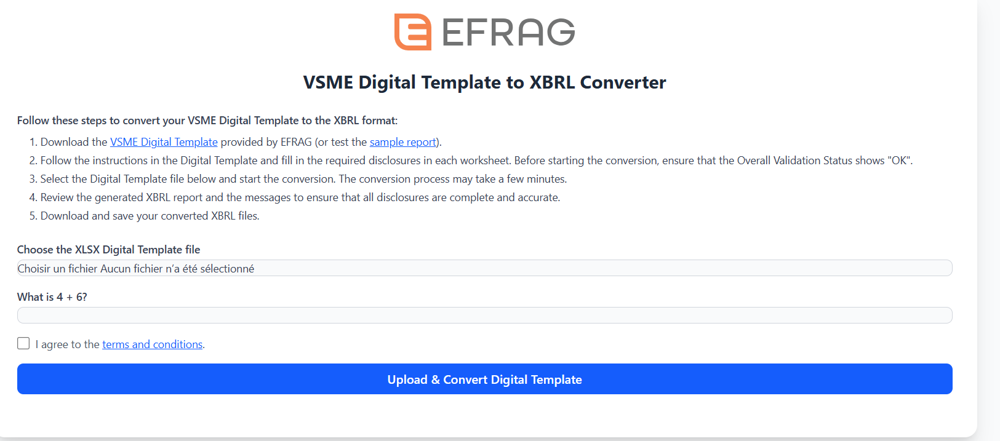 EFRAG
VSME Digital Template to XBRL Converter
Follow these steps to convert your VSME Digital Template to the XBRL format:
1. Download the VSME Digital Template provided by EFRAG (or test the sample report).
2. Follow the instructions in the Digital Template and fill in the required disclosures in each worksheet. Before starting the conversion, ensure that the Overall Validation Status shows "OK".
3. Select the Digital Template file below and start the conversion. The conversion process may take a few minutes.
4. Review the generated XBRL report and the messages to ensure that all disclosures are complete and accurate.
5. Download and save your converted XBRL files.
Choose the XLSX Digital Template file
Choisir un fichier Aucun fichier n’a été sélectionné
What is 4 + 6?
I agree to the terms and conditions.
Upload & Convert Digital Template